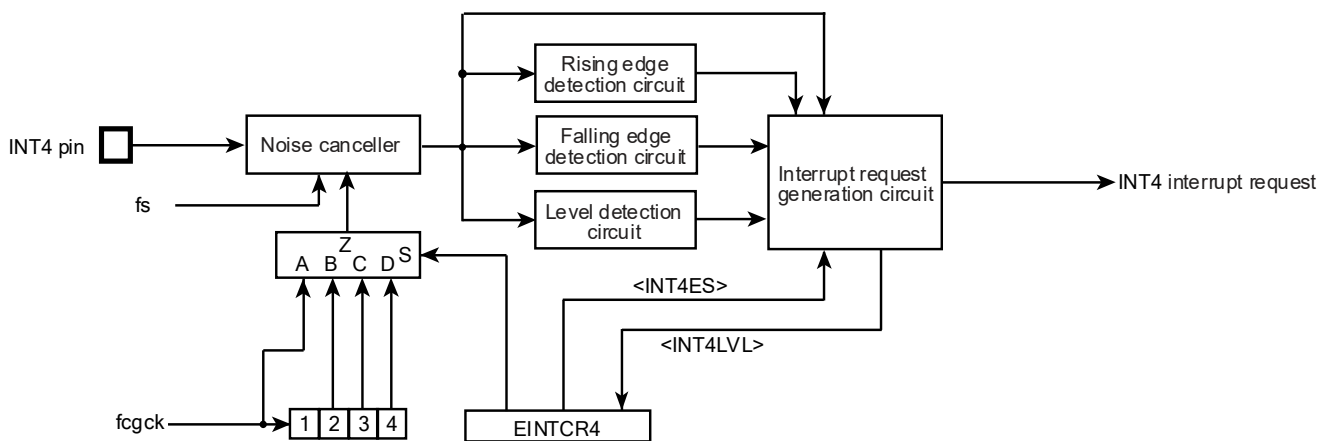 Rising edge
detection circuit
INT4 pin
Noise canceller
Falling edge
detection circuit
Interrupt request
generation circuit
INT4 interrupt request
fs
Level detection
circuit
Z
S
A B C D
<INT4ES>
<INT4LVL>
fcgck
1 2 3 4
EINTCR4